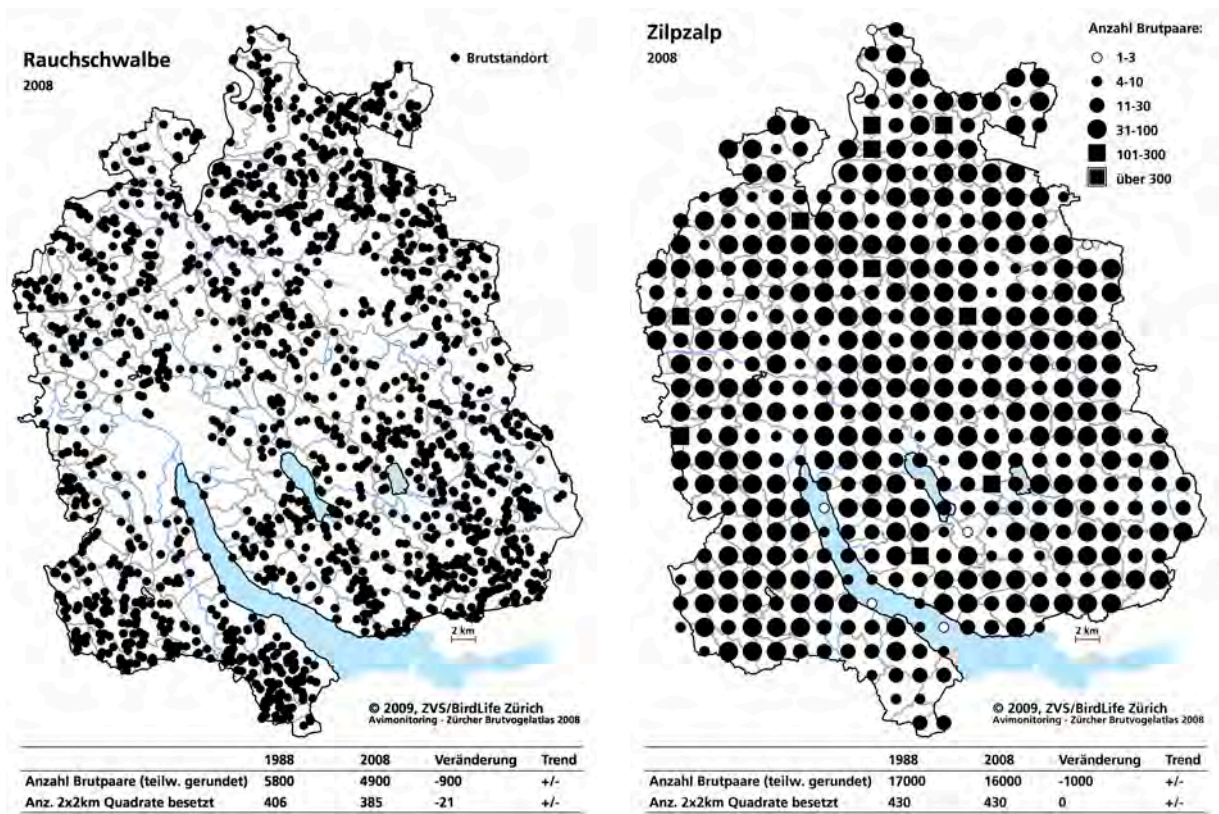 Rauchschwalbe
2008
Brutstandort
2 km
© 2009, ZVS/BirdLife Zürich
Avimonitoring - Zürcher Brutvogelatlas 2008
1988 2008 Veränderung Trend
Anzahl Brutpaare (teilw. gerundet) 5800 4900 -900 +/-
Anz. 2x2km Quadrate besetzt 406 385 -21 +/-
Zilpzalp
2008
Anzahl Brutpaare:
1-3
4-10
11-30
31-100
101-300
über 300
2 km
© 2009, ZVS/BirdLife Zürich
Avimonitoring - Zürcher Brutvogelatlas 2008
1988 2008 Veränderung Trend
Anzahl Brutpaare (teilw. gerundet) 17000 16000 -1000 +/-
Anz. 2x2km Quadrate besetzt 430 430 0 +/-